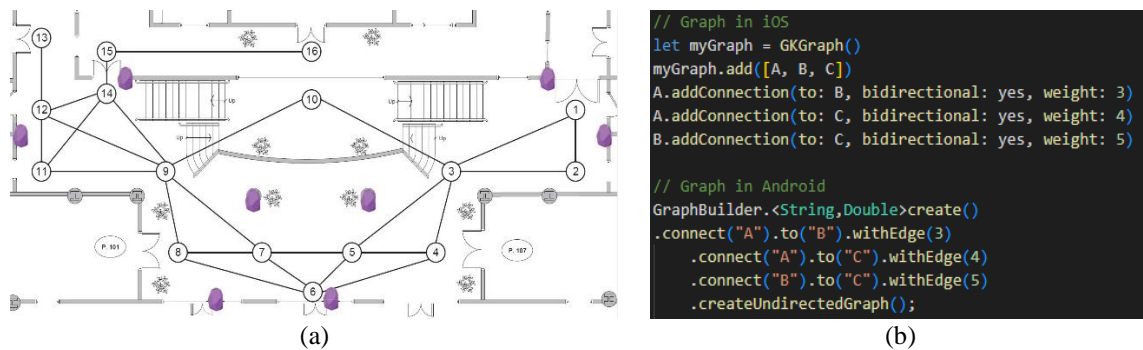 13
15
16
14
10
12
1
Up
Up
Up
11
9
3
2
P. 101
P. 107
8
7
5
4
6
(a)
// Graph in iOS
let myGraph = GKGraph()
myGraph.add([A, B, C])
A.addConnection(to: B, bidirectional: yes, weight: 3)
A.addConnection(to: C, bidirectional: yes, weight: 4)
B.addConnection(to: C, bidirectional: yes, weight: 5)
// Graph in Android
GraphBuilder.<String,Double>create()
.connect("A").to("B").withEdge(3)
.connect("A").to("C").withEdge(4)
.connect("B").to("C").withEdge(5)
.createUndirectedGraph();
(b)